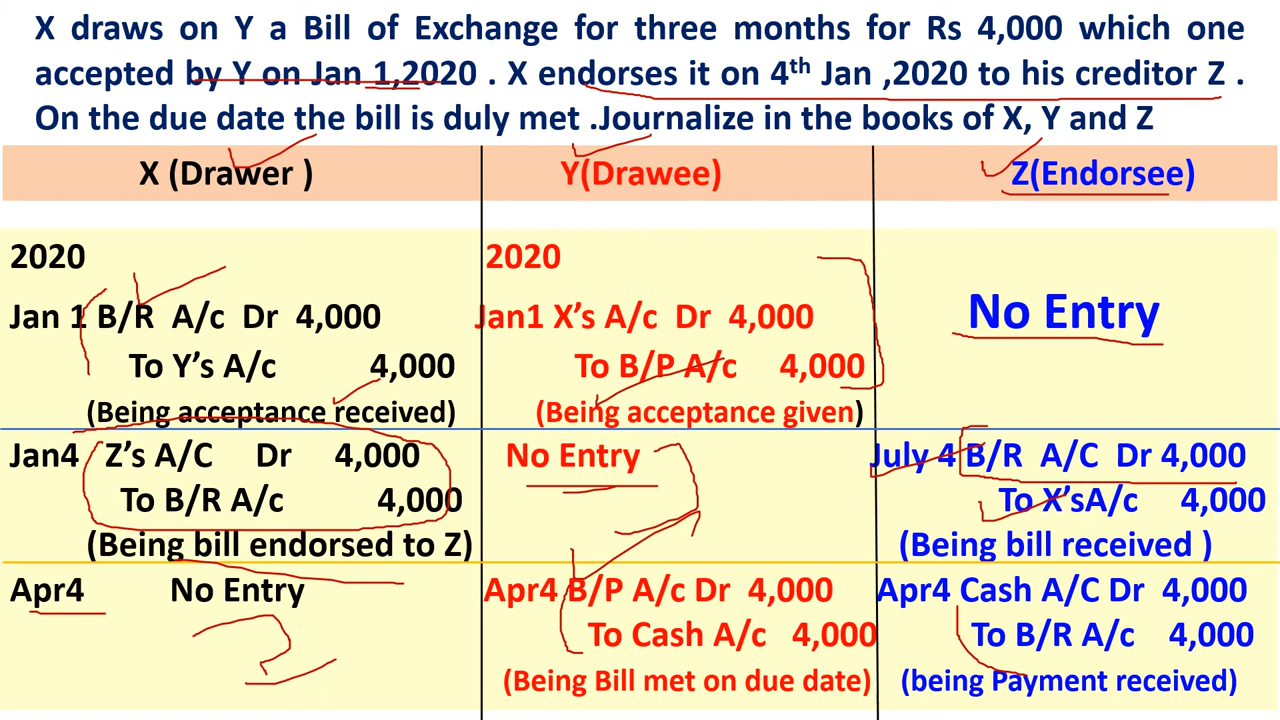 X draws on Y a Bill of Exchange for three months for Rs 4,000 which one
accepted by Y on Jan 1,2020 . X endorses it on 4th Jan ,2020 to his creditor Z .
On the due date the bill is duly met .Journalize in the books of X, Y and Z
X (Drawer )
Y(Drawee)
Z(Endorsee)
2020
Jan 1 B/R A/c Dr 4,000
To Y's A/c 4,000
(Being acceptance received)
2020
Jan1 X's A/c Dr 4,000
To B/P A/c 4,000
(Being acceptance given)
No Entry
Jan4 Z's A/C Dr 4,000
To B/R A/c 4,000
(Being bill endorsed to Z)
No Entry
July 4 B/R A/C Dr 4,000
To X'sA/c 4,000
(Being bill received )
Apr4 No Entry
Apr4 B/P A/c Dr 4,000
To Cash A/c 4,000
(Being Bill met on due date)
Apr4 Cash A/C Dr 4,000
To B/R A/c 4,000
(being Payment received)